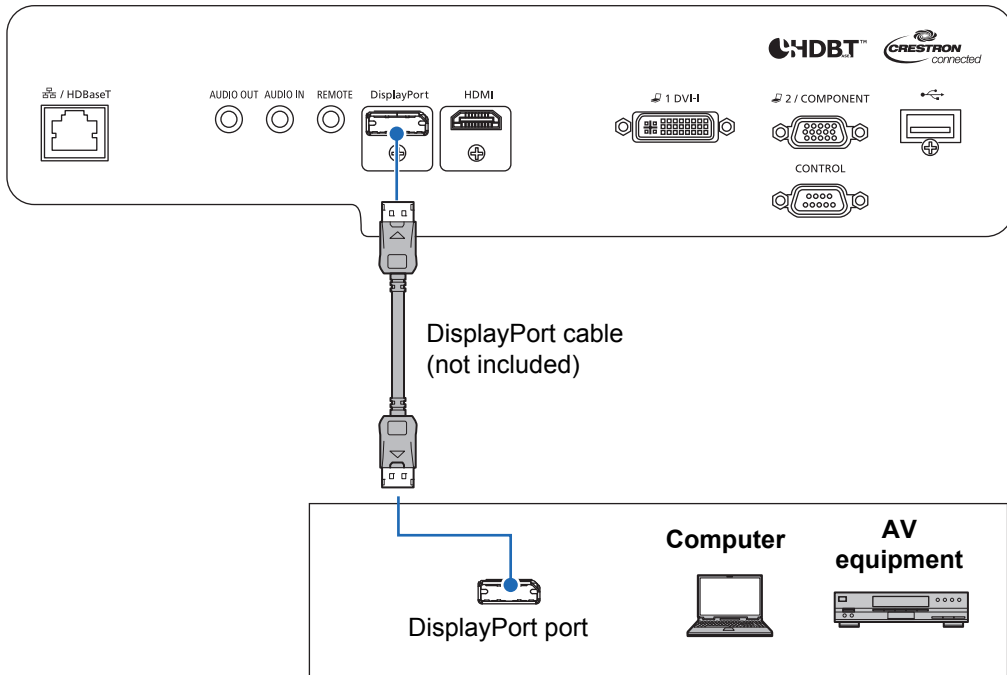 HDBT™
CRESTRON
connected
/ HDBaseT
AUDIO OUT
AUDIO IN
REMOTE
DisplayPort
HDMI
1 DVI-I
2 / COMPONENT
CONTROL
DisplayPort cable
(not included)
Computer
AV
equipment
DisplayPort port